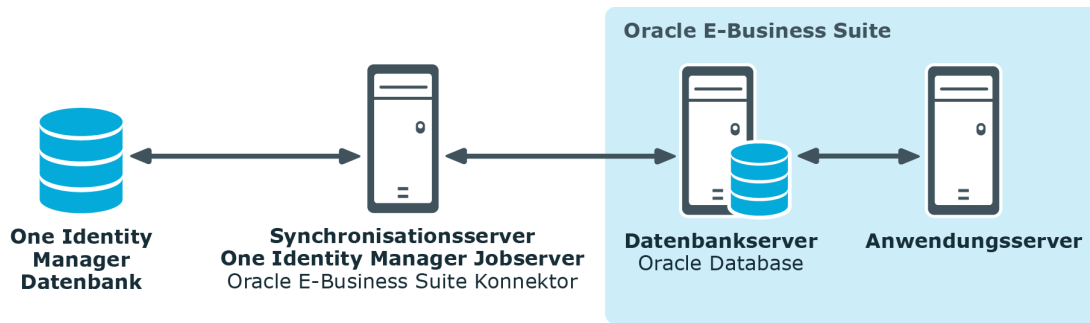 Oracle E-Business Suite
One Identity
Manager
Datenbank
Synchronisationsserver
One Identity Manager Jobserver
Oracle E-Business Suite Konnektor
Datenbankserver
Oracle Database
Anwendungsserver